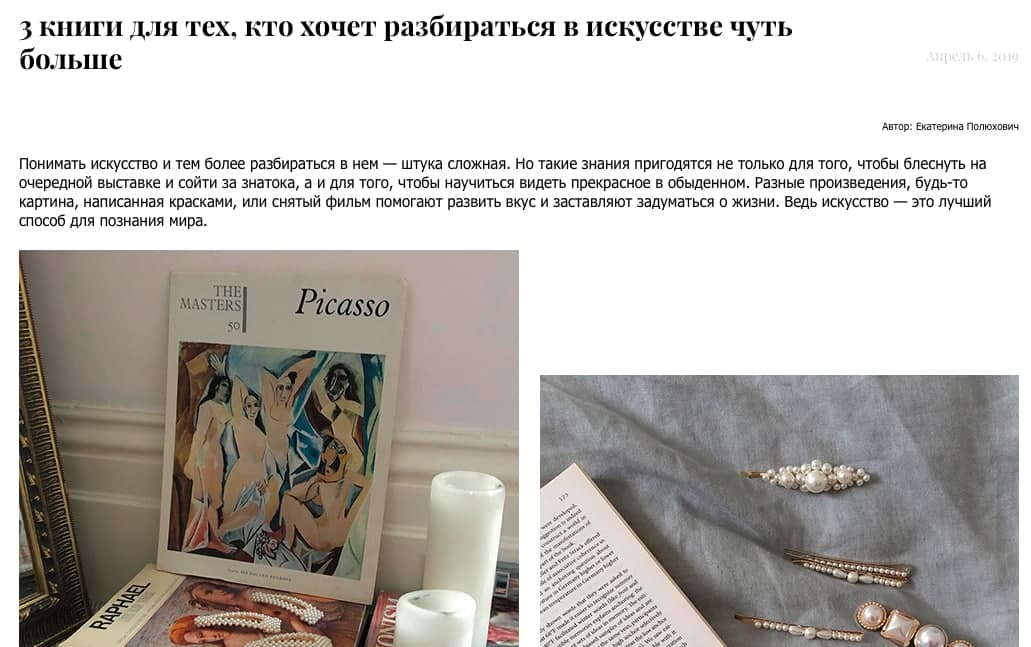 3 книги для тех, кто хочет разбираться в искусстве чуть
больше
Апрель 6, 2019
Автор: Екатерина Полюхович
Понимать искусство и тем более разбираться в нем — штука сложная. Но такие знания пригодятся не только для того, чтобы блеснуть на
очередной выставке и сойти за знатока, а и для того, чтобы научиться видеть прекрасное в обыденном. Разные произведения, будь-то
картина, написанная красками, или снятый фильм помогают развить вкус и заставляют задуматься о жизни. Ведь искусство — это лучший
способ для познания мира.
THE
MASTERS
50
Picasso
RAPHAEL
123